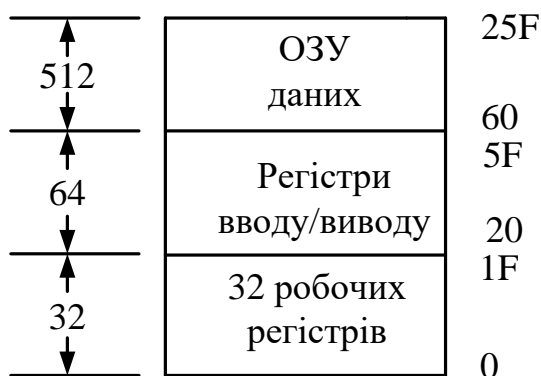 25F
ОЗУ
512
даних
60
5F
Регістри
64
вводу/виводу
20
1F
32 робочих
32
регістрів
0